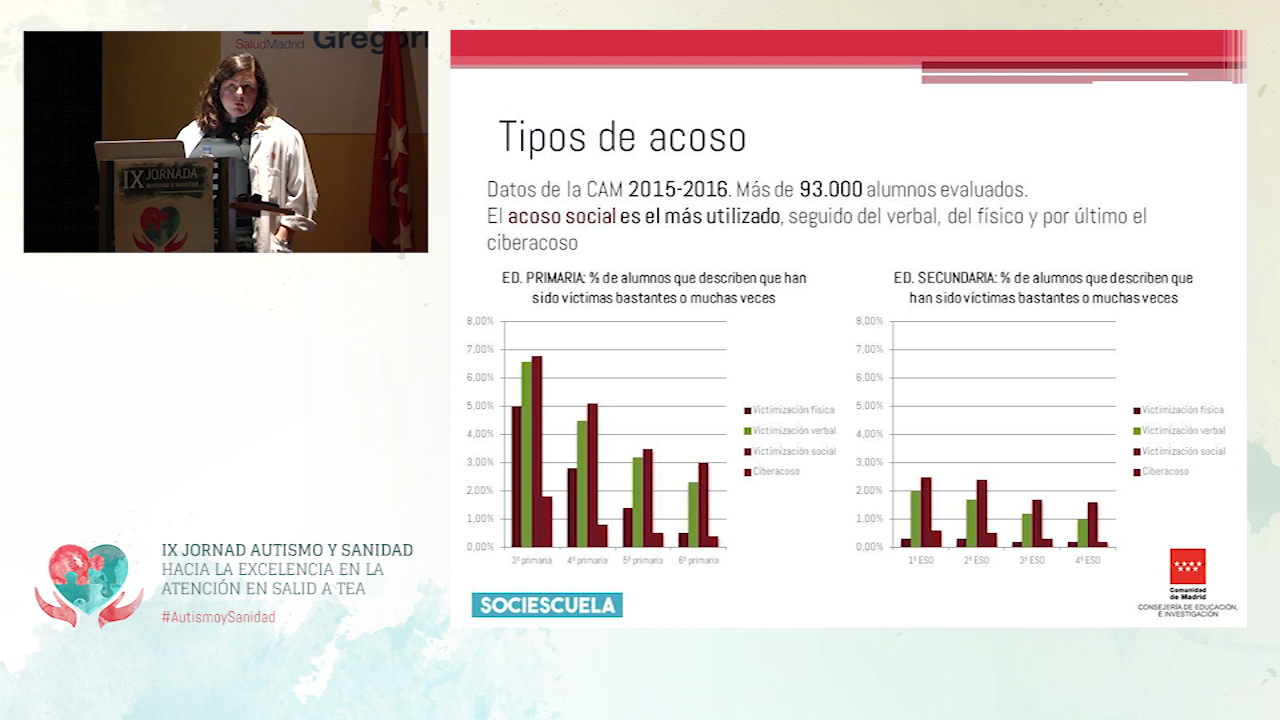 SaludMadrid
Gregor
IX JORNADA
autismo y sanidad
Tipos de acoso
Datos de la CAM 2015-2016. Más de 93.000 alumnos evaluados.
El acoso social es el más utilizado, seguido del verbal, del físico y por último el
ciberacoso
ED. PRIMARIA: % de alumnos que describen que han
sido víctimas bastantes o muchas veces
8,00%
7,00%
6,00%
5,00%
4,00%
3,00%
2,00%
1,00%
0,00%
3º primaria 4º primaria 5º primaria 6º primaria
Victimización física
Victimización verbal
Victimización social
Ciberacoso
ED. SECUNDARIA: % de alumnos que describen que
han sido víctimas bastantes o muchas veces
8,00%
7,00%
6,00%
5,00%
4,00%
3,00%
2,00%
1,00%
0,00%
1º ESO 2º ESO 3º ESO 4º ESO
Victimización física
Victimización verbal
Victimización social
Ciberacoso
SOCIESCUELA
Comunidad
de Madrid
CONSEJERÍA DE EDUCACIÓN,
E INVESTIGACIÓN
IX JORNAD AUTISMO Y SANIDAD
HACIA LA EXCELENCIA EN LA
ATENCIÓN EN SALID A TEA
#AutismoySanidad